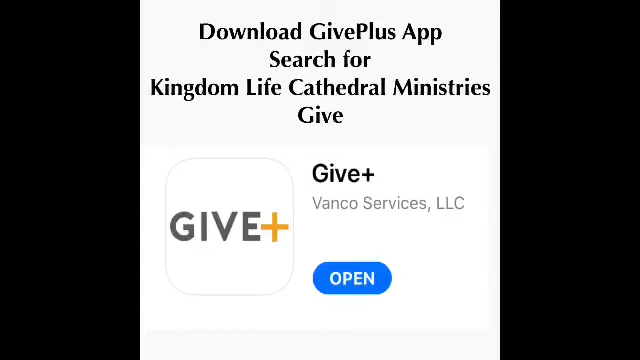 Download GivePlus App
Search for
Kingdom Life Cathedral Ministries
Give
Give+
Vanco Services, LLC
GIVE+
OPEN